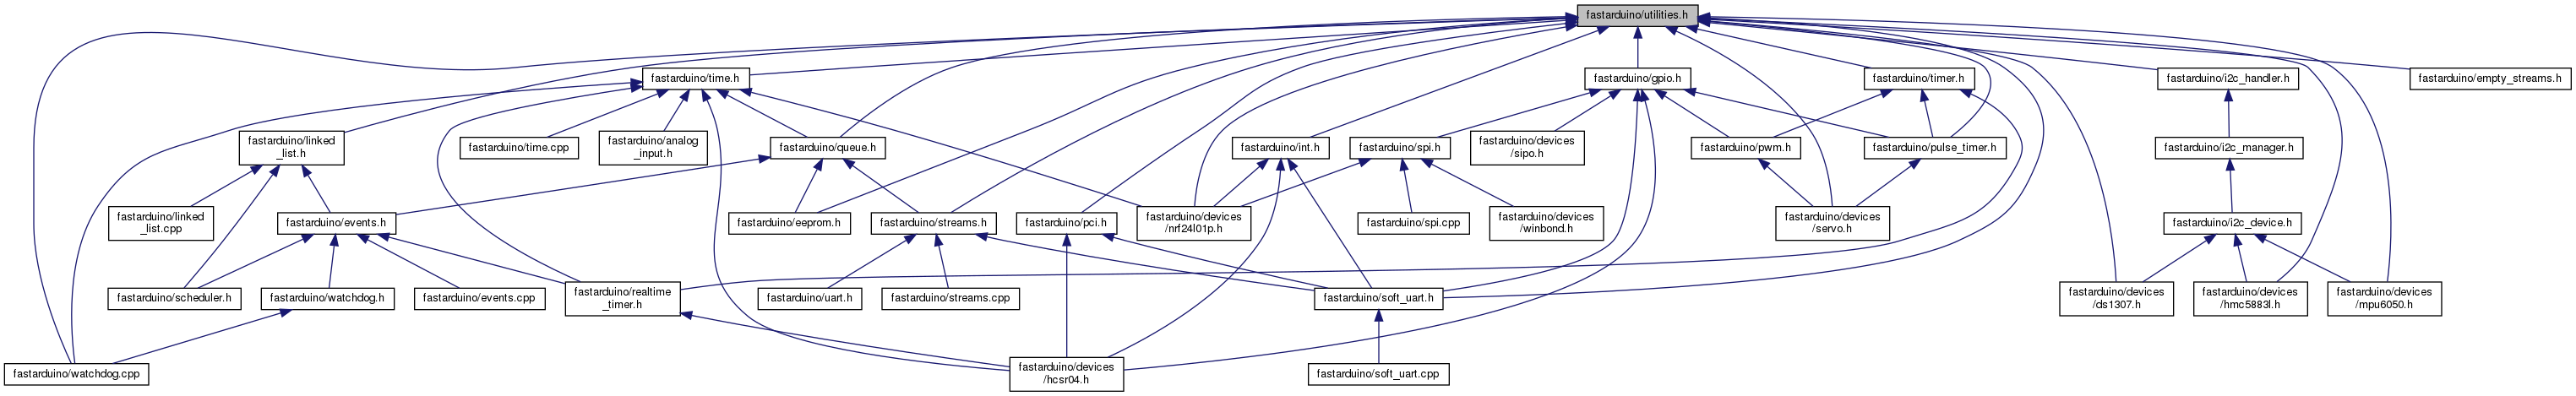 fastarduino/utilities.h
fastarduino/time.h
fastarduino/gpio.h
fastarduino/timer.h
fastarduino/i2c_handler.h
fastarduino/empty_streams.h
fastarduino/linked
_list.h
fastarduino/time.cpp
fastarduino/analog
_input.h
fastarduino/queue.h
fastarduino/int.h
fastarduino/spi.h
fastarduino/devices
/sipo.h
fastarduino/pwm.h
fastarduino/pulse_timer.h
fastarduino/i2c_manager.h
fastarduino/linked
_list.cpp
fastarduino/events.h
fastarduino/eeprom.h
fastarduino/streams.h
fastarduino/pci.h
fastarduino/devices
/nrf24l01p.h
fastarduino/spi.cpp
fastarduino/devices
/winbond.h
fastarduino/devices
/servo.h
fastarduino/i2c_device.h
fastarduino/scheduler.h
fastarduino/watchdog.h
fastarduino/events.cpp
fastarduino/realtime
_timer.h
fastarduino/uart.h
fastarduino/streams.cpp
fastarduino/soft_uart.h
fastarduino/devices
/ds1307.h
fastarduino/devices
/hmc5883l.h
fastarduino/devices
/mpu6050.h
fastarduino/watchdog.cpp
fastarduino/devices
/hcsr04.h
fastarduino/soft_uart.cpp